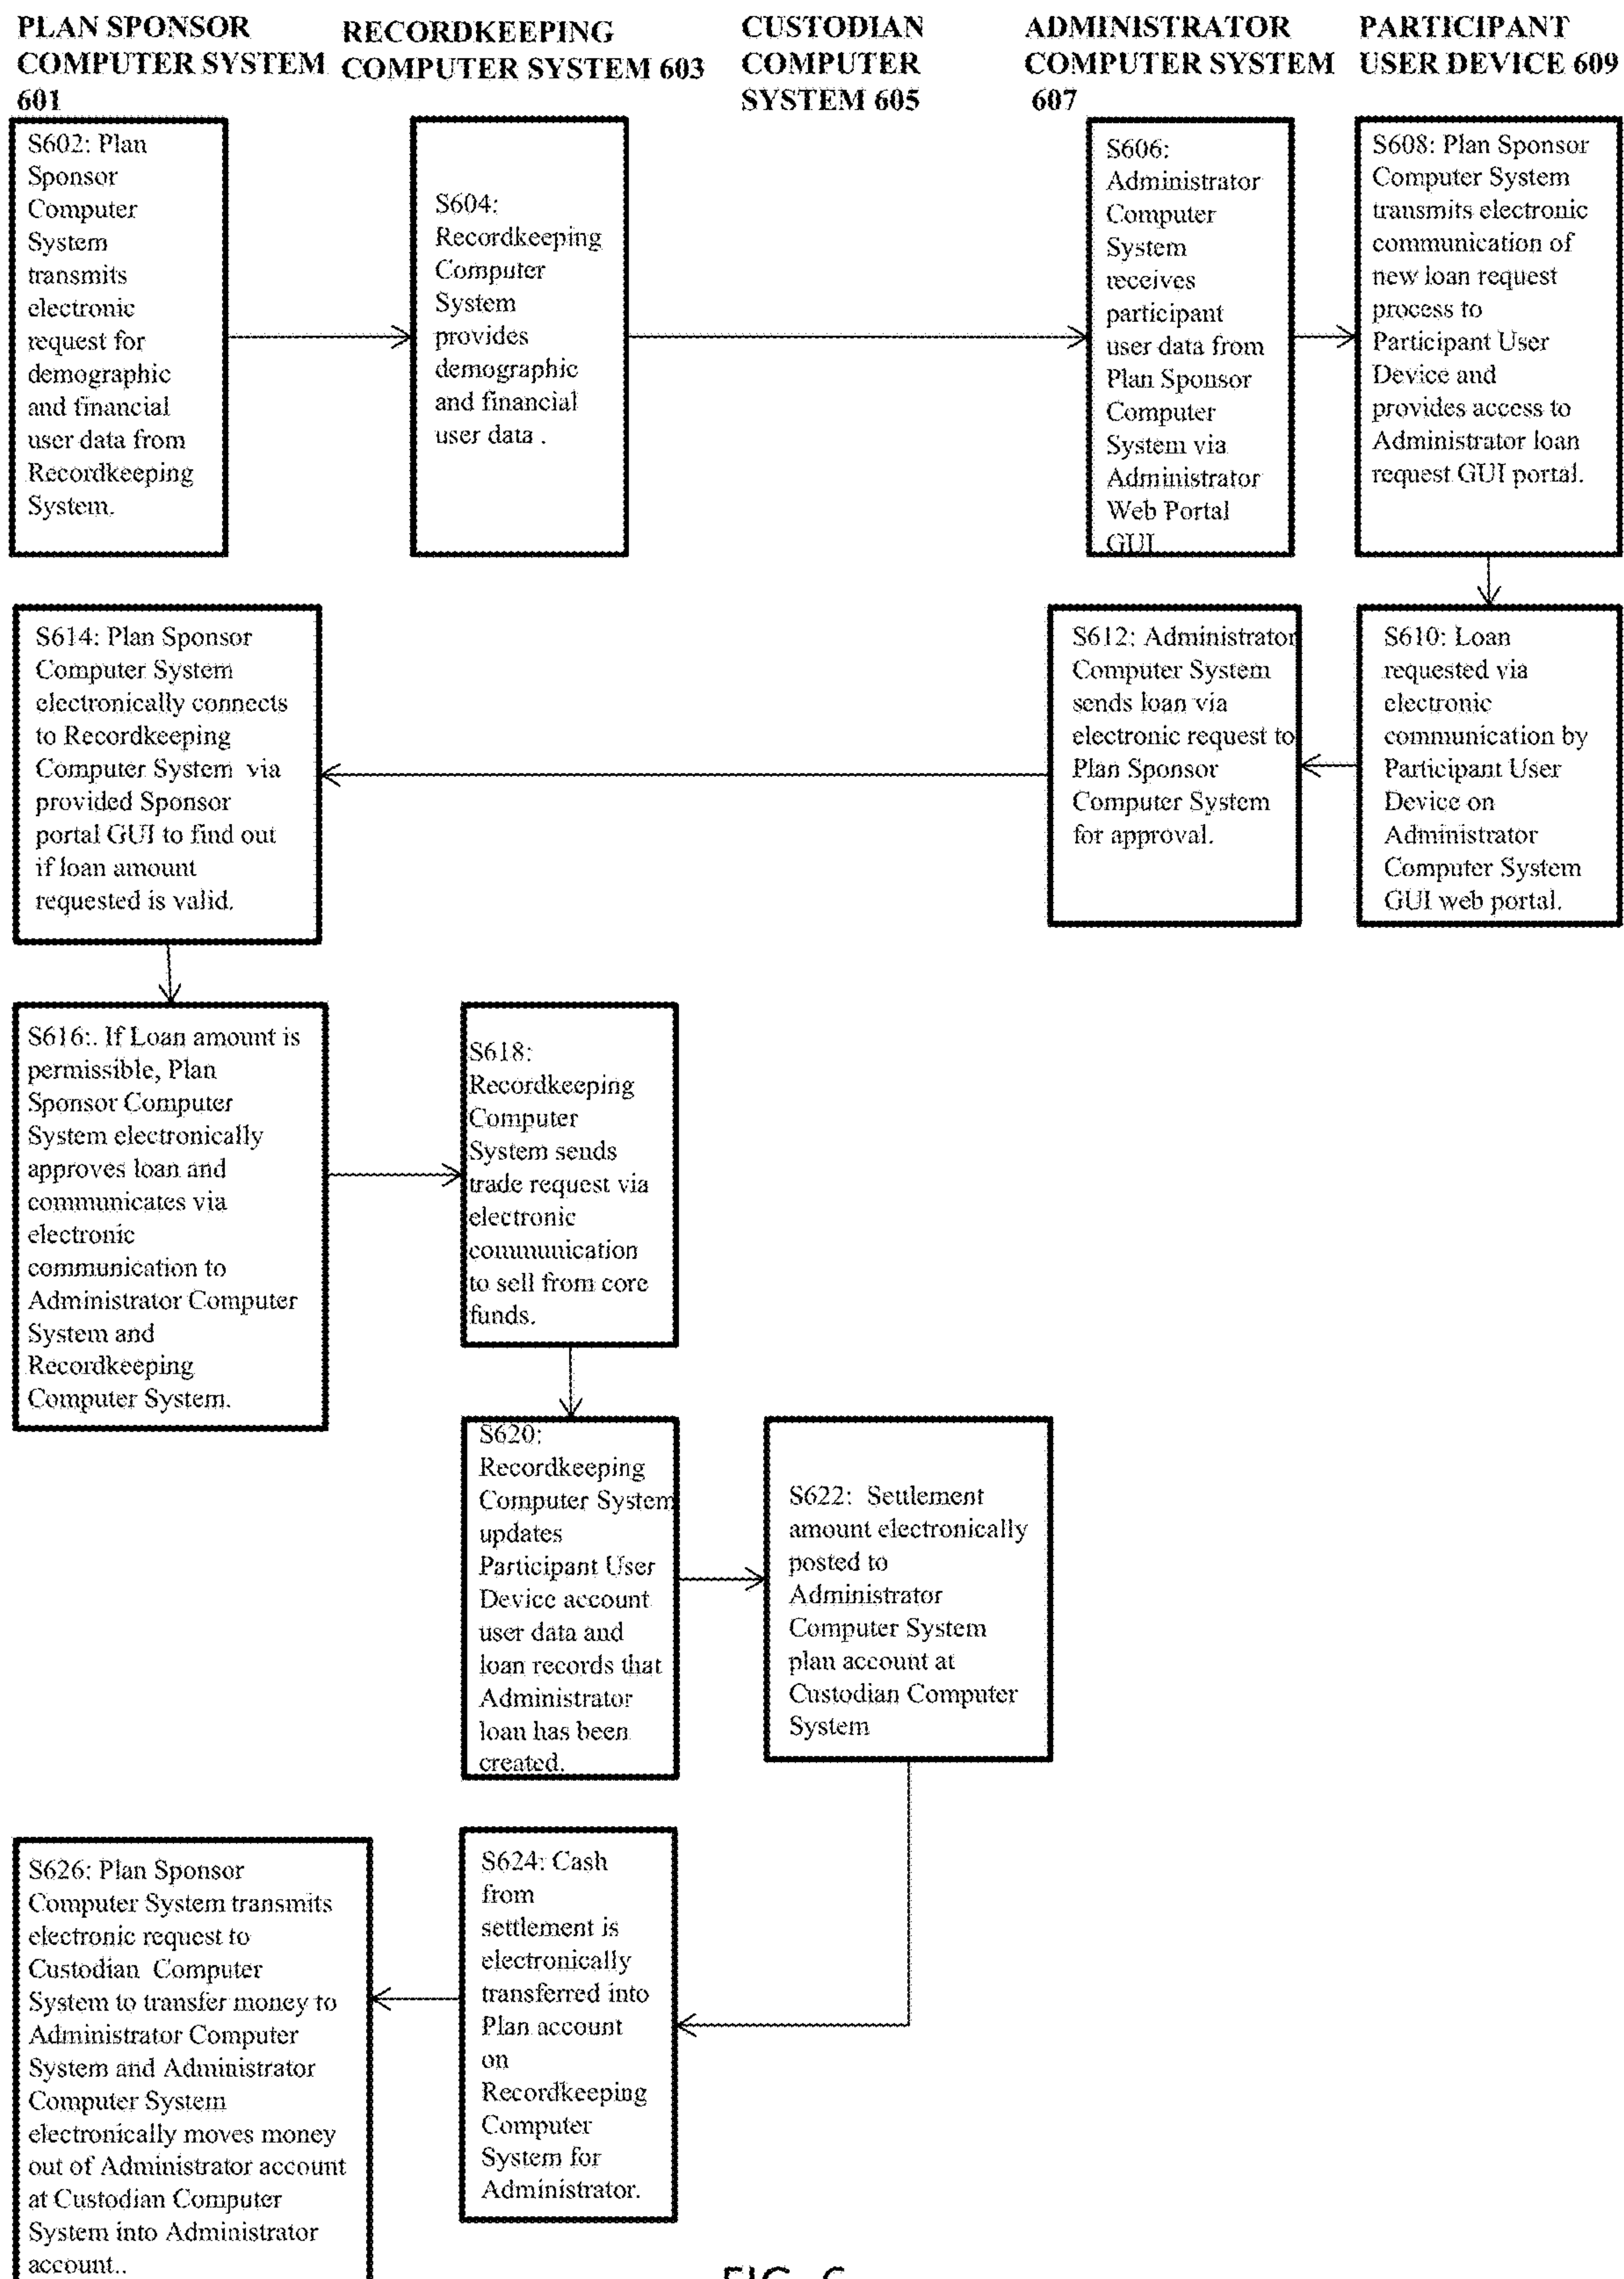 PLAN SPONSOR
COMPUTER SYSTEM
601
RECORDKEEPING
COMPUTER SYSTEM 603
CUSTODIAN
COMPUTER
SYSTEM 605
ADMINISTRATOR
COMPUTER SYSTEM
607
PARTICIPANT
USER DEVICE 609
S602: Plan
Sponsor
Computer
System
transmits
electronic
request for
demographic
and financial
user data from
Recordkeeping
System.
S604:
Recordkeeping
Computer
System
provides
demographic
and financial
user data .
S606:
Administrator
Computer
System
receives
participant
user data from
Plan Sponsor
Computer
System via
Administrator
Web Portal
GUI
S608: Plan Sponsor
Computer System
transmits electronic
communication of
new loan request
process to
Participant User
Device and
provides access to
Administrator loan
request GUI portal.
S610: Loan
requested via
electronic
communication by
Participant User
Device on
Administrator
Computer System
GUI web portal.
S612: Administrator
Computer System
sends loan via
electronic request to
Plan Sponsor
Computer System
for approval.
S614: Plan Sponsor
Computer System
electronically connects
to Recordkeeping
Computer System via
provided Sponsor
portal GUI to find out
if loan amount
requested is valid.
S616:. If Loan amount is
permissible, Plan
Sponsor Computer
System electronically
approves loan and
communicates via
electronic
communication to
Administrator Computer
System and
Recordkeeping
Computer System.
S618:
Recordkeeping
Computer
System sends
trade request via
electronic
communication
to sell from core
funds.
S620:
Recordkeeping
Computer System
updates
Participant User
Device account
user data and
loan records that
Administrator
loan has been
created.
S622: Settlement
amount electronically
posted to
Administrator
Computer System
plan account at
Custodian Computer
System
S624: Cash
from
settlement is
electronically
transferred into
Plan account
on
Recordkeeping
Computer
System for
Administrator.
S626: Plan Sponsor
Computer System transmits
electronic request to
Custodian Computer
System to transfer money to
Administrator Computer
System and Administrator
Computer System
electronically moves money
out of Administrator account
at Custodian Computer
System into Administrator
account..